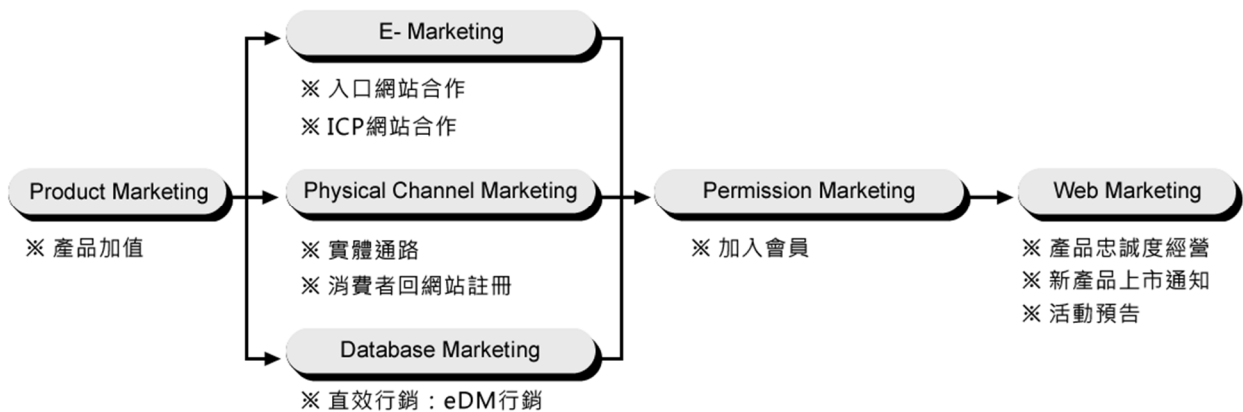 Product Marketing
※ 產品加值
E- Marketing
※ 入口網站合作
※ ICP網站合作
Physical Channel Marketing
※ 實體通路
※ 消費者回網站註冊
Database Marketing
※ 直效行銷：eDM行銷
Permission Marketing
※ 加入會員
Web Marketing
※ 產品忠誠度經營
※ 新產品上市通知
※ 活動預告